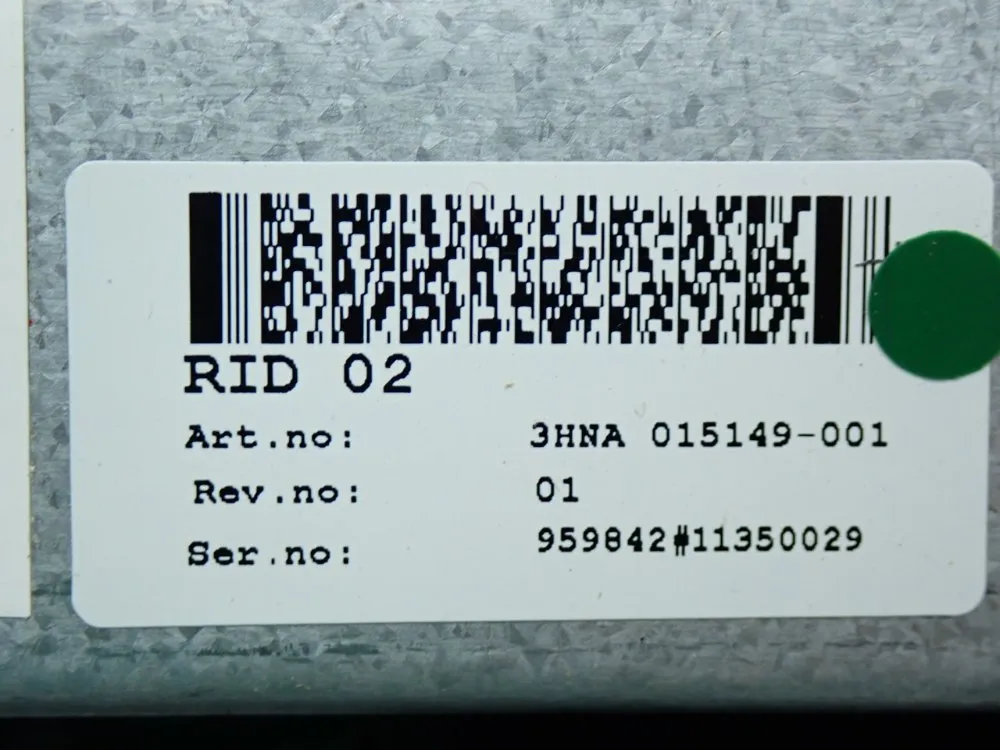 RID 02
Art.no: 3HNA 015149-001
Rev.no: 01
Ser.no: 959842#11350029